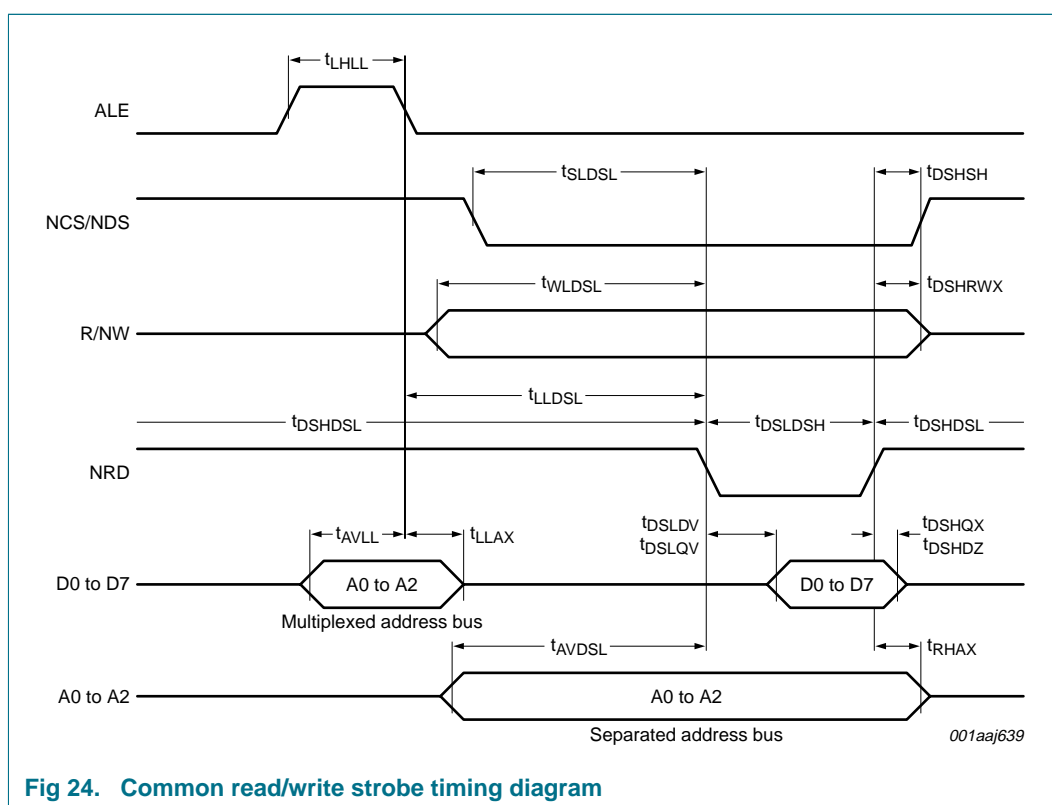 tLHLL
ALE
tSLDSL
tDSHSH
NCS/NDS
tWLDSL
tDSHRWX
R/NW
tLLDSL
tDSHDSL
tDSLDSH
tDSHDSL
NRD
tAVLL
tLLAX
tDSLDV
tDSLQV
tDSHQX
tDSHDZ
D0 to D7
A0 to A2
D0 to D7
Multiplexed address bus
tAVDSL
tRHAX
A0 to A2
A0 to A2
Separated address bus
001aaj639
Fig 24. Common read/write strobe timing diagram